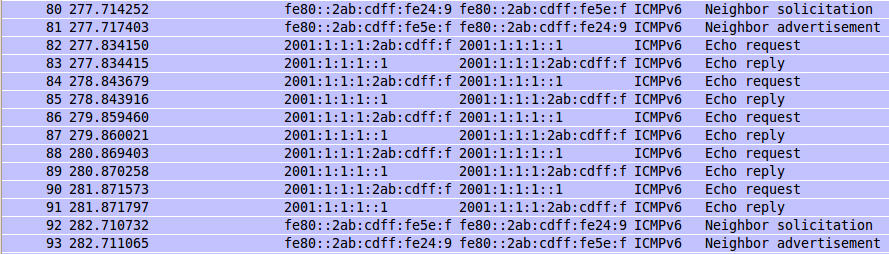 80 277.714252 fe80::2ab:cdff:fe24:9 fe80::2ab:cdff:fe5e:f ICMPv6 Neighbor solicitation
81 277.717403 fe80::2ab:cdff:fe5e:f fe80::2ab:cdff:fe24:9 ICMPv6 Neighbor advertisement
82 277.834150 2001:1:1:1:2ab:cdff:f 2001:1:1:1::1 ICMPv6 Echo request
83 277.834415 2001:1:1:1::1 2001:1:1:1:2ab:cdff:f ICMPv6 Echo reply
84 278.843679 2001:1:1:1:2ab:cdff:f 2001:1:1:1::1 ICMPv6 Echo request
85 278.843916 2001:1:1:1::1 2001:1:1:1:2ab:cdff:f ICMPv6 Echo reply
86 279.859460 2001:1:1:1:2ab:cdff:f 2001:1:1:1::1 ICMPv6 Echo request
87 279.860021 2001:1:1:1::1 2001:1:1:1:2ab:cdff:f ICMPv6 Echo reply
88 280.869403 2001:1:1:1:2ab:cdff:f 2001:1:1:1::1 ICMPv6 Echo request
89 280.870258 2001:1:1:1::1 2001:1:1:1:2ab:cdff:f ICMPv6 Echo reply
90 281.871573 2001:1:1:1:2ab:cdff:f 2001:1:1:1::1 ICMPv6 Echo request
91 281.871797 2001:1:1:1::1 2001:1:1:1:2ab:cdff:f ICMPv6 Echo reply
92 282.710732 fe80::2ab:cdff:fe5e:f fe80::2ab:cdff:fe24:9 ICMPv6 Neighbor solicitation
93 282.711065 fe80::2ab:cdff:fe24:9 fe80::2ab:cdff:fe5e:f ICMPv6 Neighbor advertisement